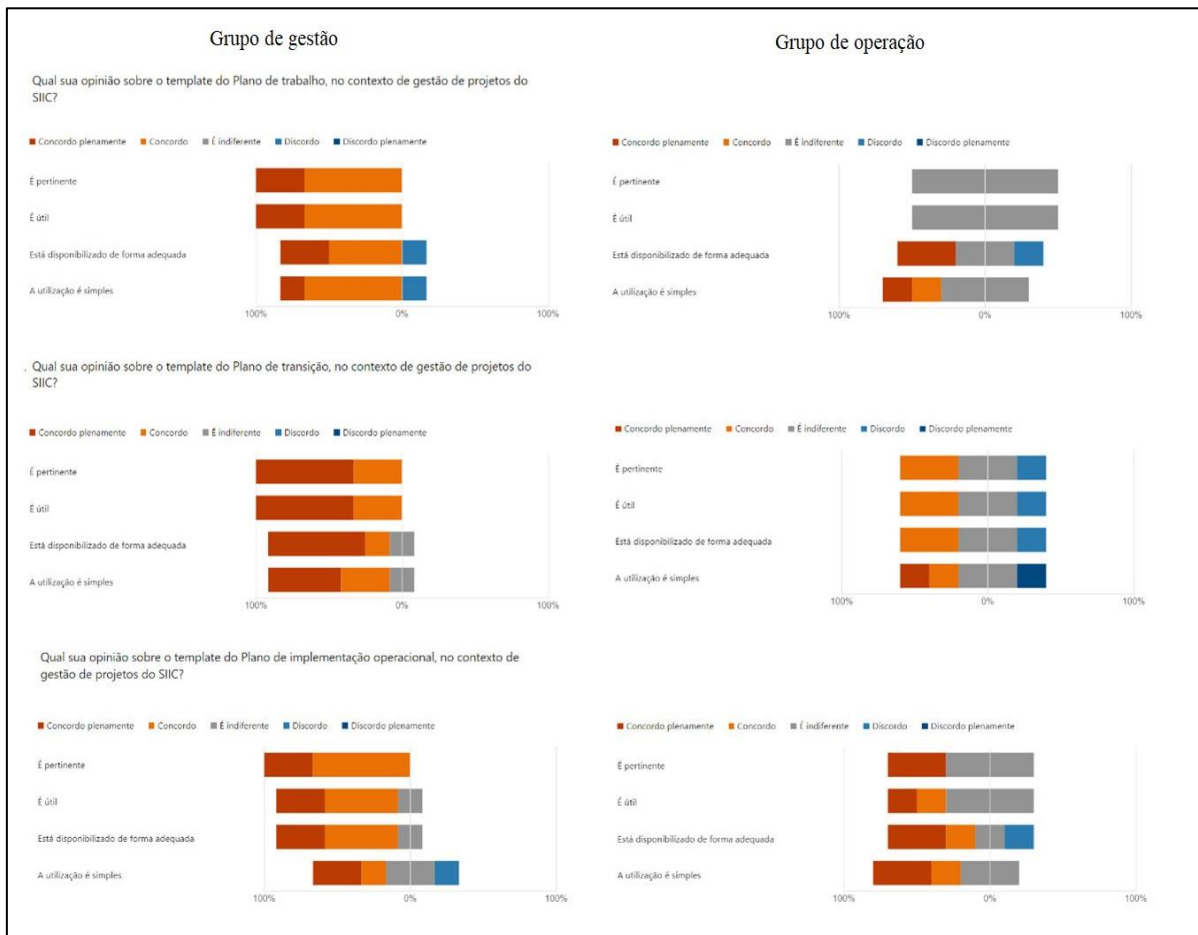 Grupo de gestão
Grupo de operação
Qual sua opinião sobre o template do Plano de trabalho, no contexto de gestão de projetos do
SIIC?
Concordo plenamente Concordo É indiferente Discordo Discordo plenamente
É pertinente
É útil
Está disponibilizado de forma adequada
A utilização é simples
100% 0% 100%
Concordo plenamente Concordo É indiferente Discordo Discordo plenamente
É pertinente
É útil
Está disponibilizado de forma adequada
A utilização é simples
100% 0% 100%
. Qual sua opinião sobre o template do Plano de transição, no contexto de gestão de projetos do
SIIC?
Concordo plenamente Concordo É indiferente Discordo Discordo plenamente
É pertinente
É útil
Está disponibilizado de forma adequada
A utilização é simples
100% 0% 100%
Concordo plenamente Concordo É indiferente Discordo Discordo plenamente
É pertinente
É útil
Está disponibilizado de forma adequada
A utilização é simples
100% 0% 100%
Qual sua opinião sobre o template do Plano de implementação operacional, no contexto de
gestão de projetos do SIIC?
Concordo plenamente Concordo É indiferente Discordo Discordo plenamente
É pertinente
É útil
Está disponibilizado de forma adequada
A utilização é simples
100% 0% 100%
Concordo plenamente Concordo É indiferente Discordo Discordo plenamente
É pertinente
É útil
Está disponibilizado de forma adequada
A utilização é simples
100% 0% 100%